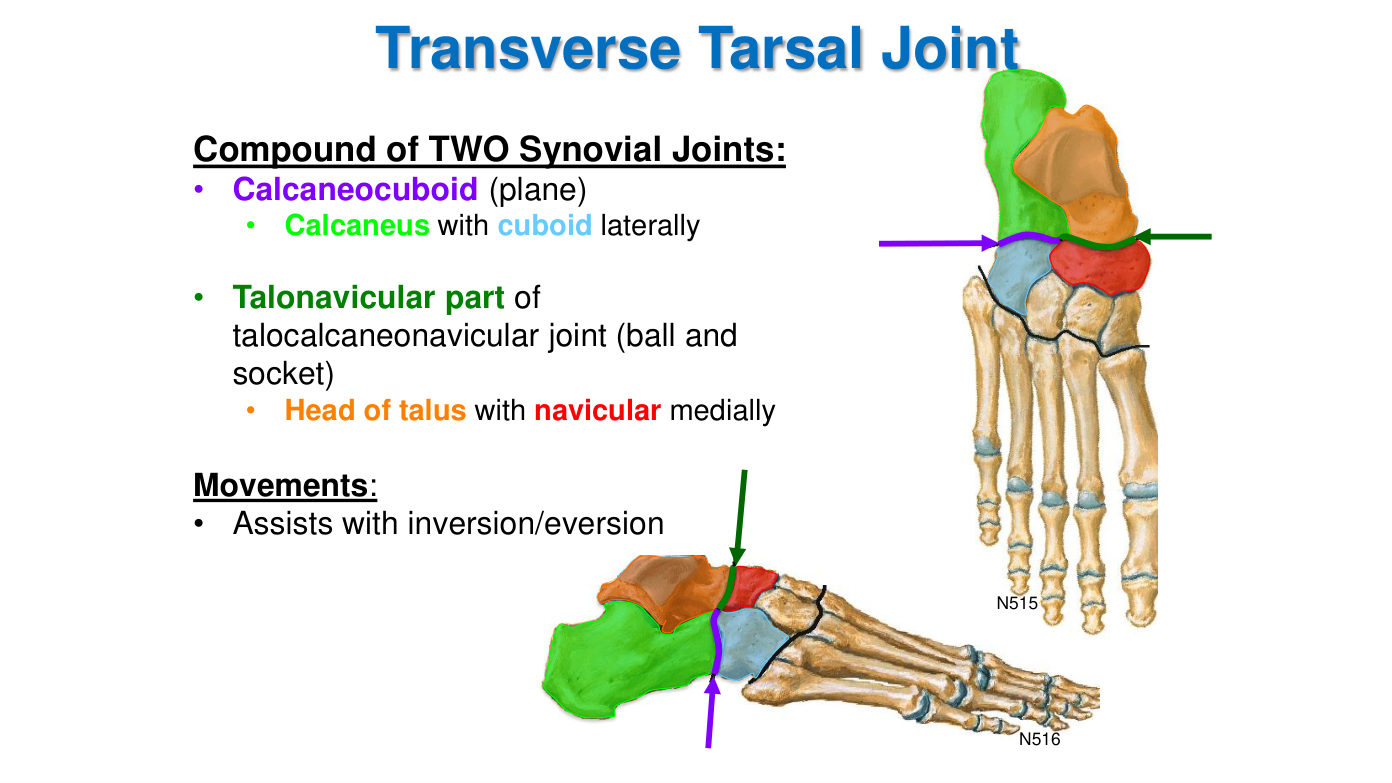 Transverse Tarsal Joint
Compound of TWO Synovial Joints:
• Calcaneocuboid (plane)
• Calcaneus with cuboid laterally
• Talonavicular part of
talocalcaneonavicular joint (ball and
socket)
• Head of talus with navicular medially
Movements:
• Assists with inversion/eversion
N515
N516